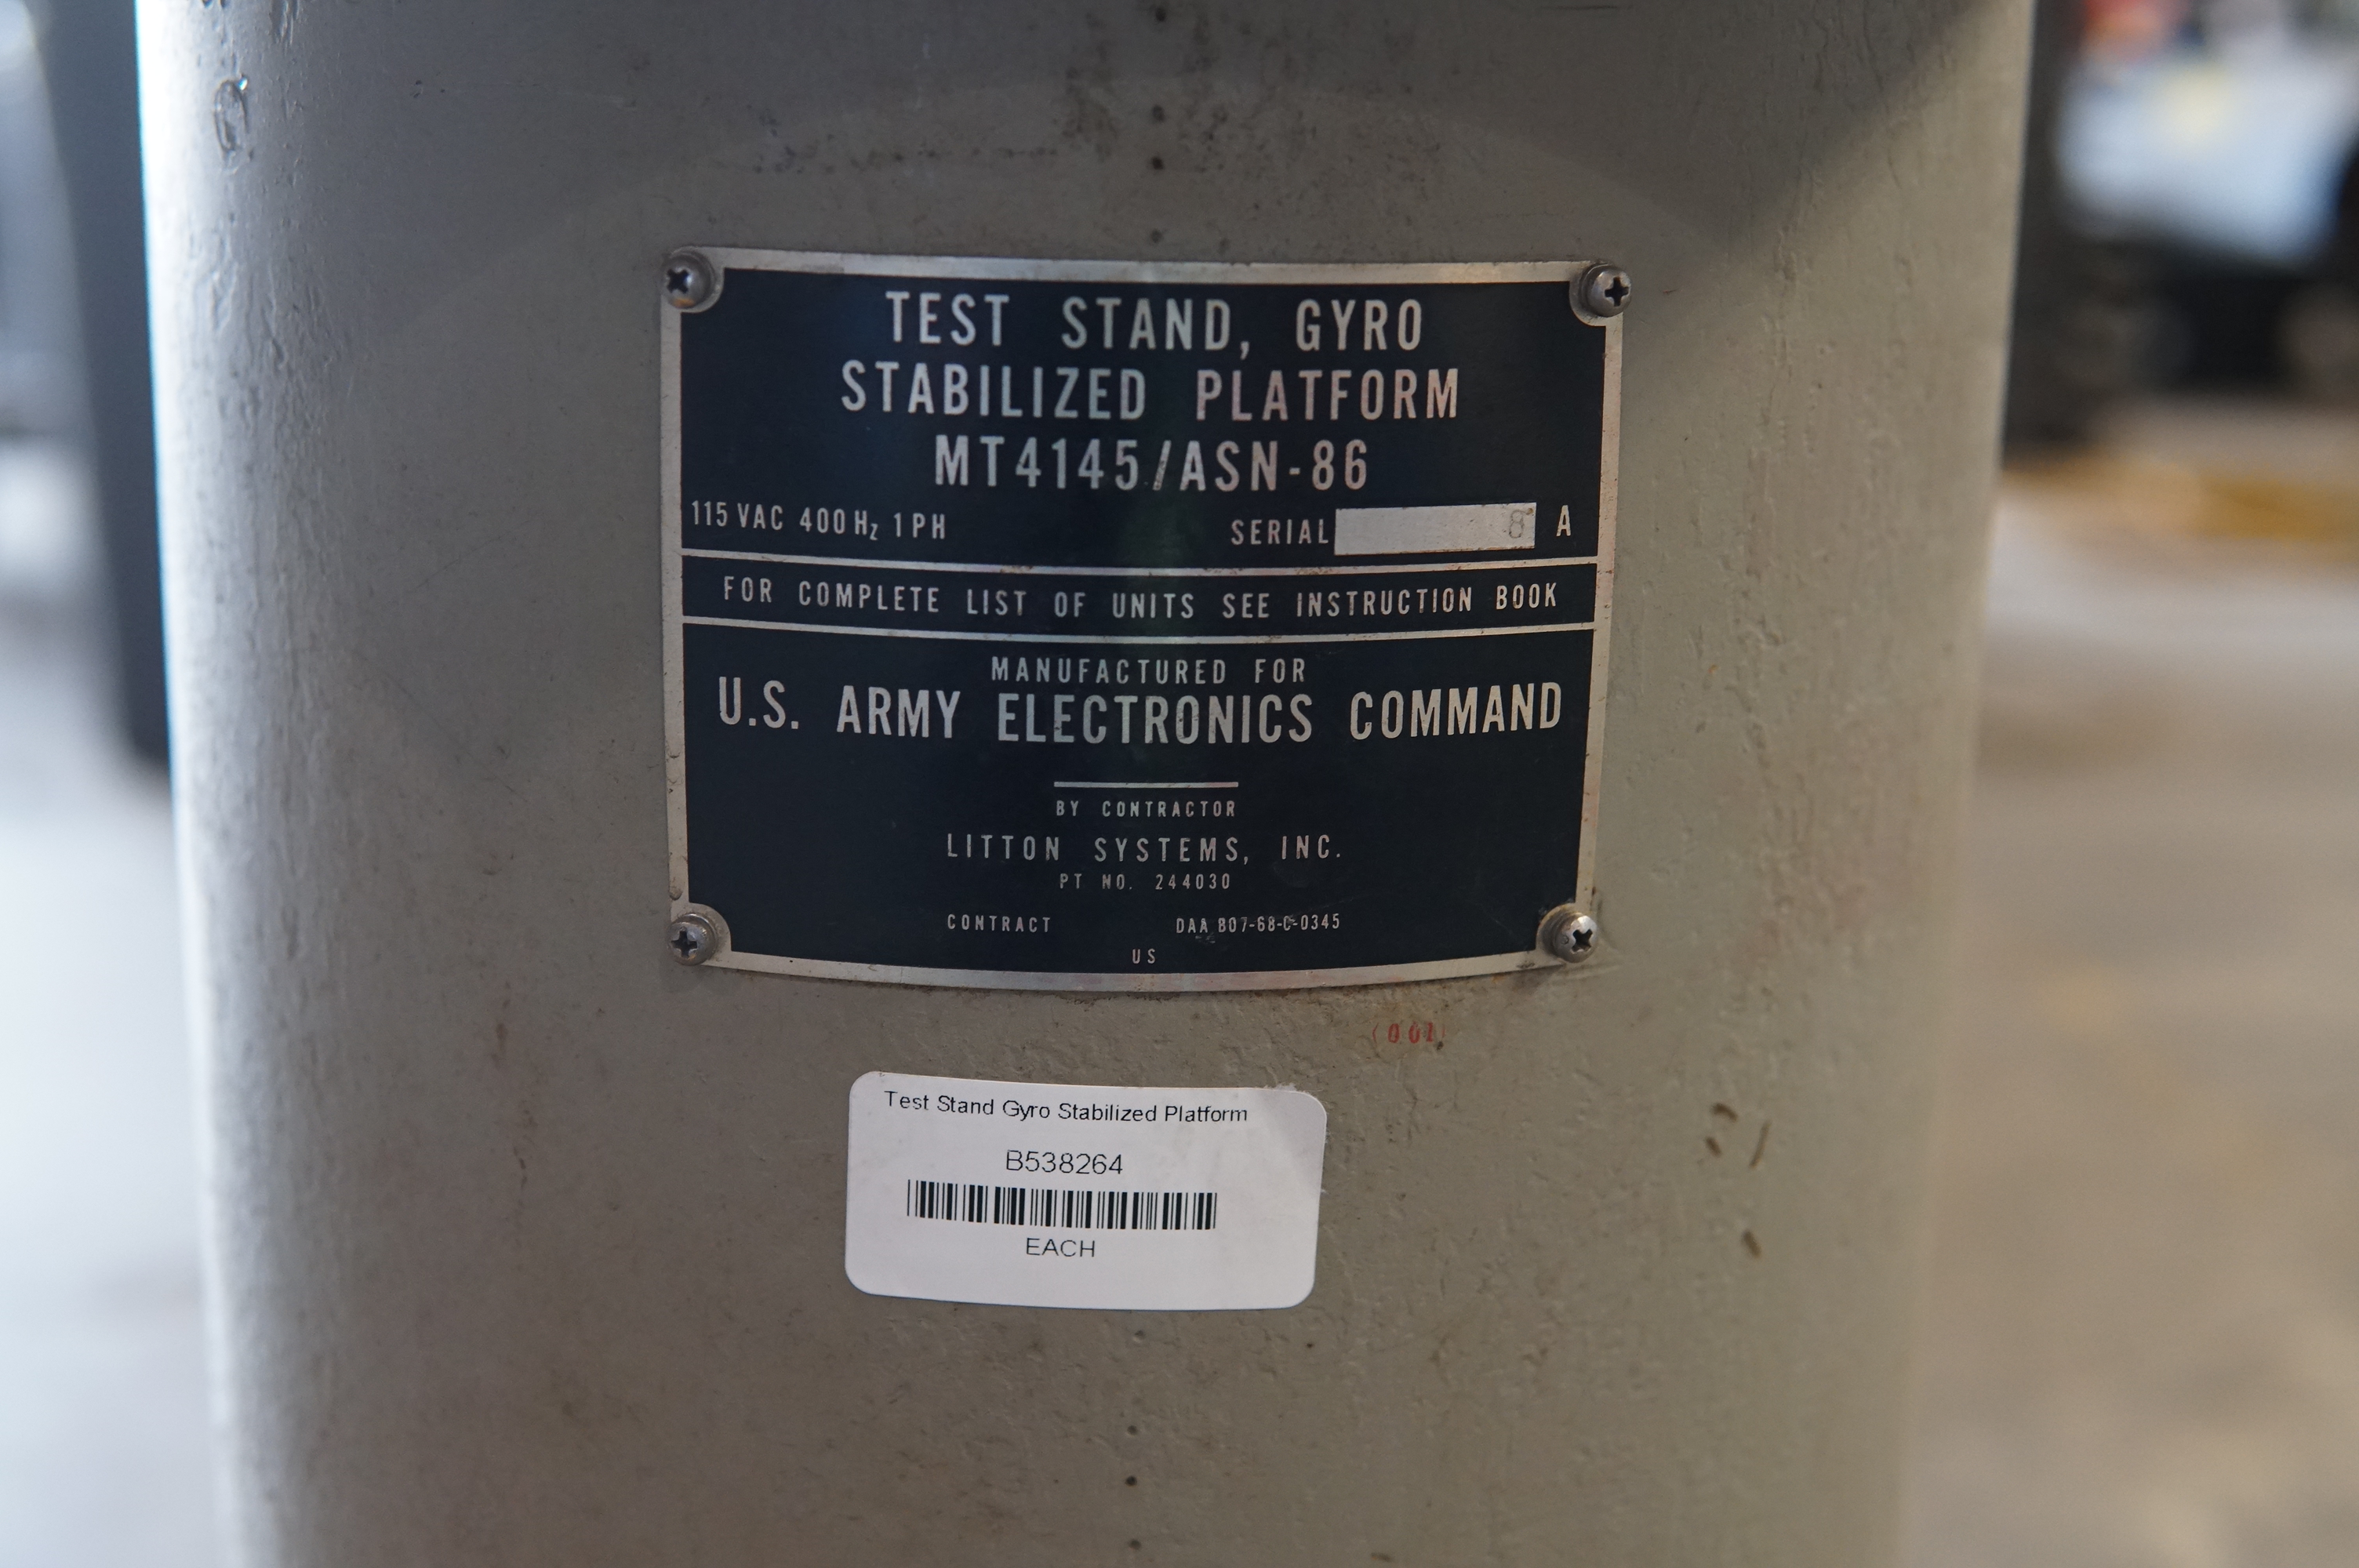 TEST STAND, GYRO
STABILIZED PLATFORM
MT4145/ASN-86
115 VAC 400 Hz 1 PH SERIAL 8 A
FOR COMPLETE LIST OF UNITS SEE INSTRUCTION BOOK
MANUFACTURED FOR
U.S. ARMY ELECTRONICS COMMAND
BY CONTRACTOR
LITTON SYSTEMS, INC.
PT NO. 244030
CONTRACT DAA B07-68-C-0345
US
(001)
Test Stand Gyro Stabilized Platform
B538264
EACH